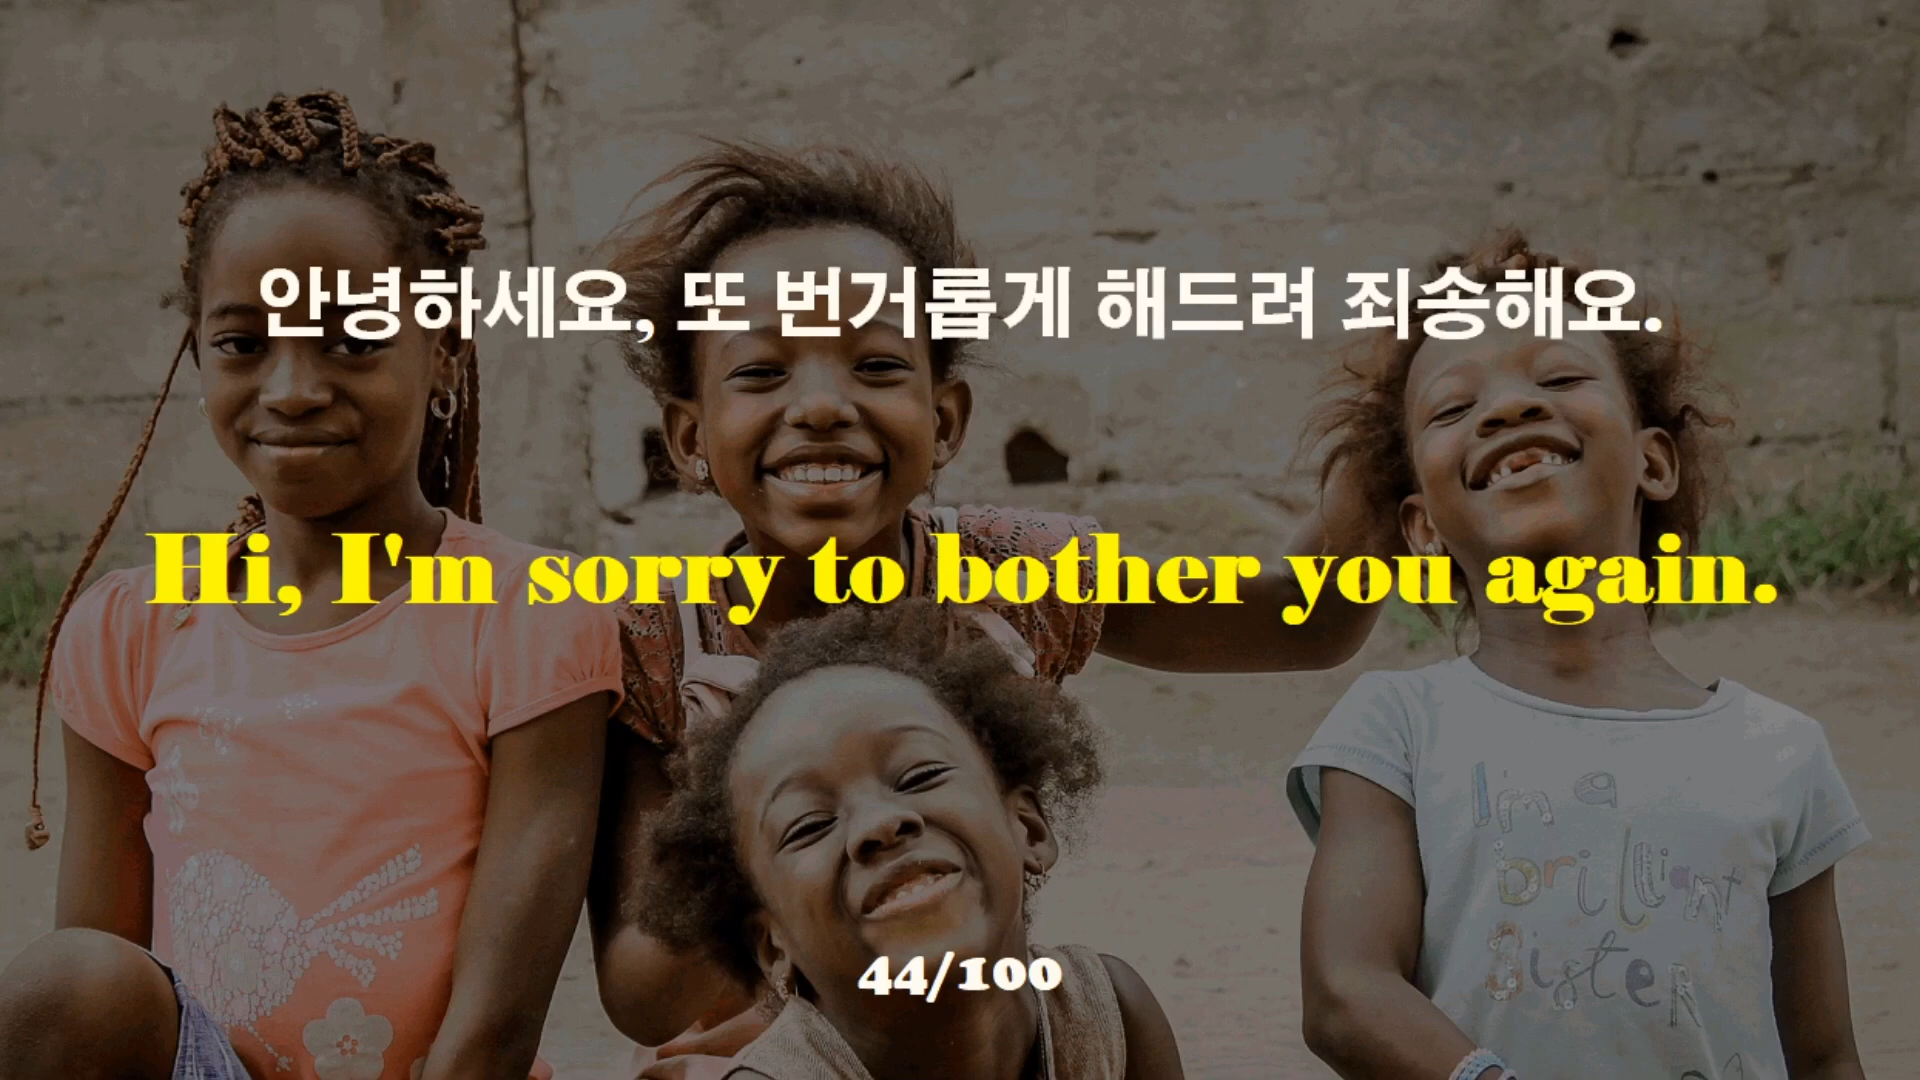 안녕하세요, 또 번거롭게 해드려 죄송해요.
Hi, I'm sorry to bother you again.
I'm a
brilliant
Sister
44/100